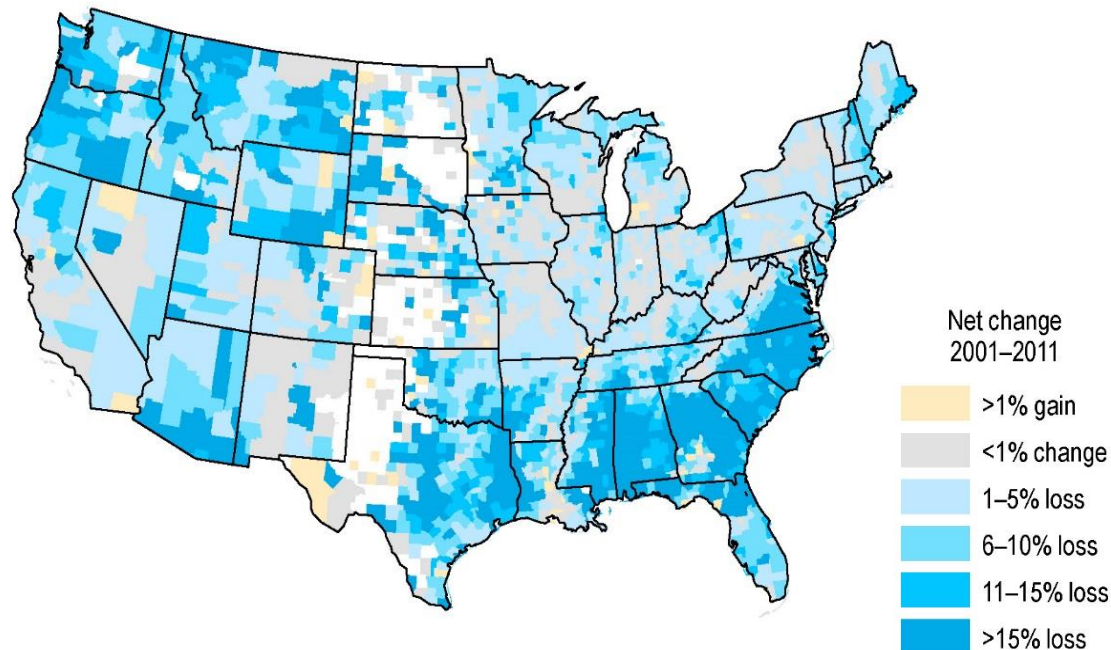 Net change
2001–2011
>1% gain
<1% change
1–5% loss
6–10% loss
11–15% loss
>15% loss